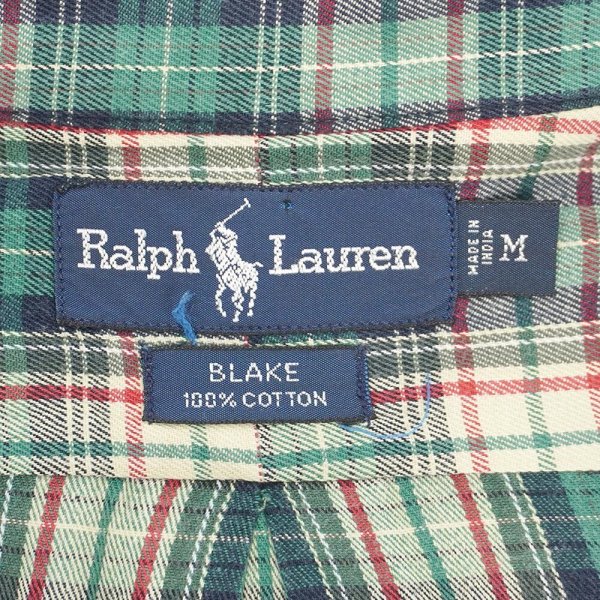 Ralph Lauren
MADE IN
INDIA
M
BLAKE
100% COTTON